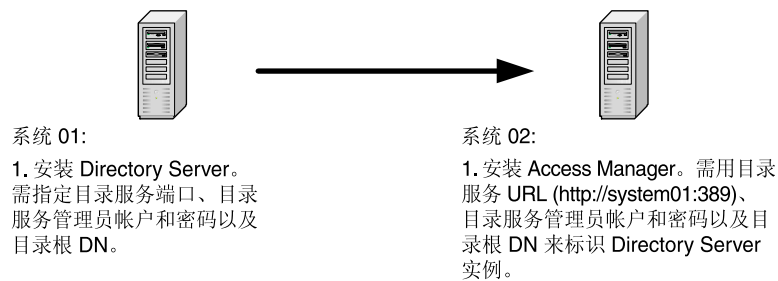 系统 01:
1. 安装 Directory Server。
需指定目录服务端口、目录
服务管理员帐户和密码以及
目录根 DN。
系统 02:
1. 安装 Access Manager。需用目录
服务 URL (http://system01:389)、
目录服务管理员帐户和密码以及目
录根 DN 来标识 Directory Server
实例。